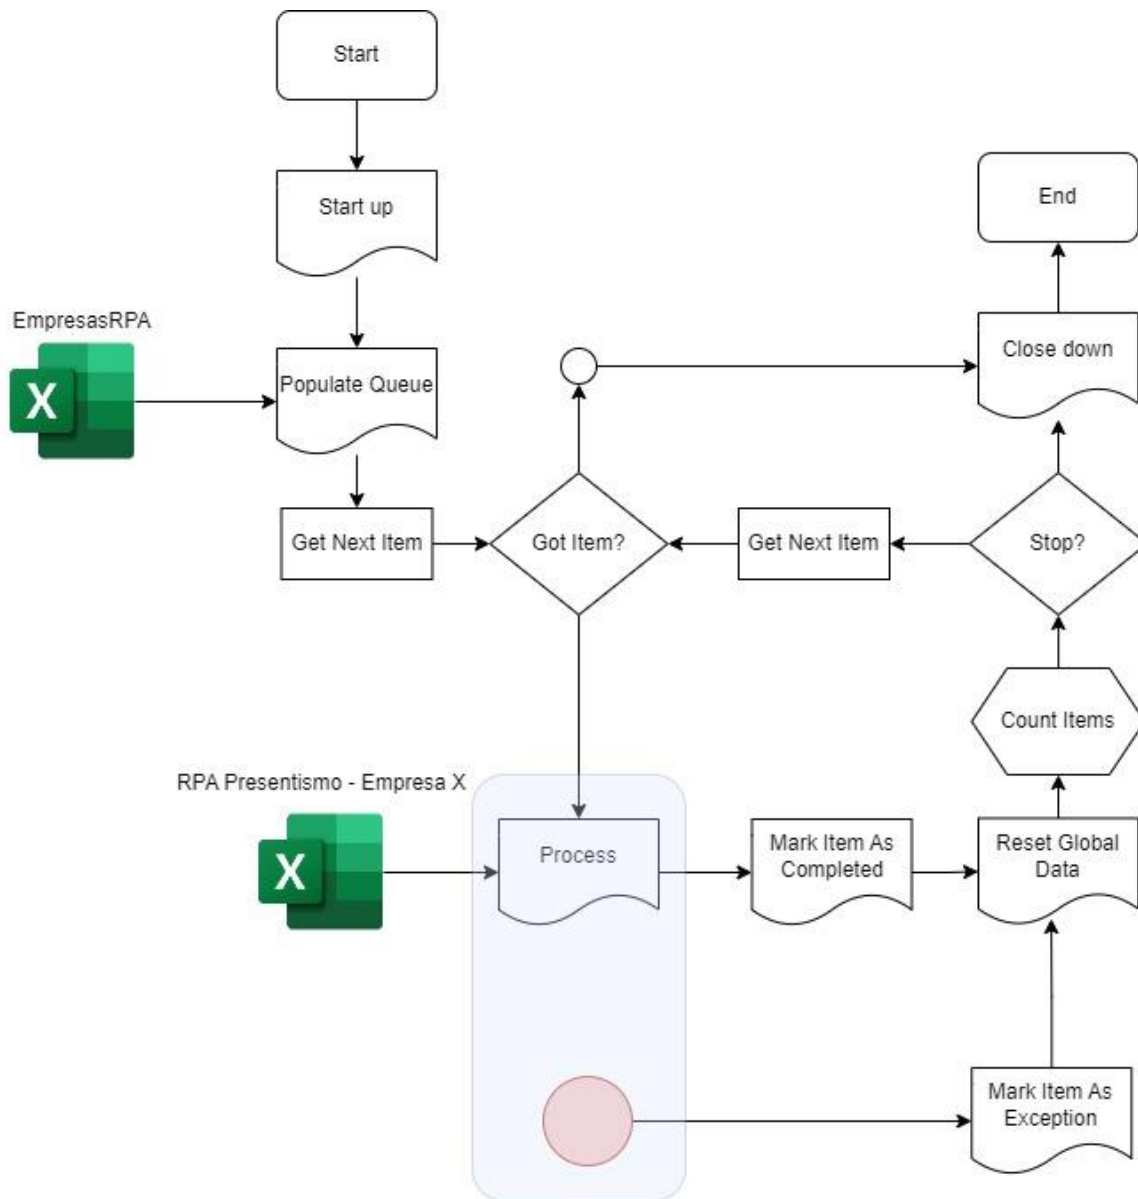 Start
Start up
End
EmpresasRPA
X
Populate Queue
Close down
Get Next Item
Got Item?
Get Next Item
Stop?
Count Items
RPA Presentismo - Empresa X
X
Process
Mark Item As
Completed
Reset Global
Data
Mark Item As
Exception